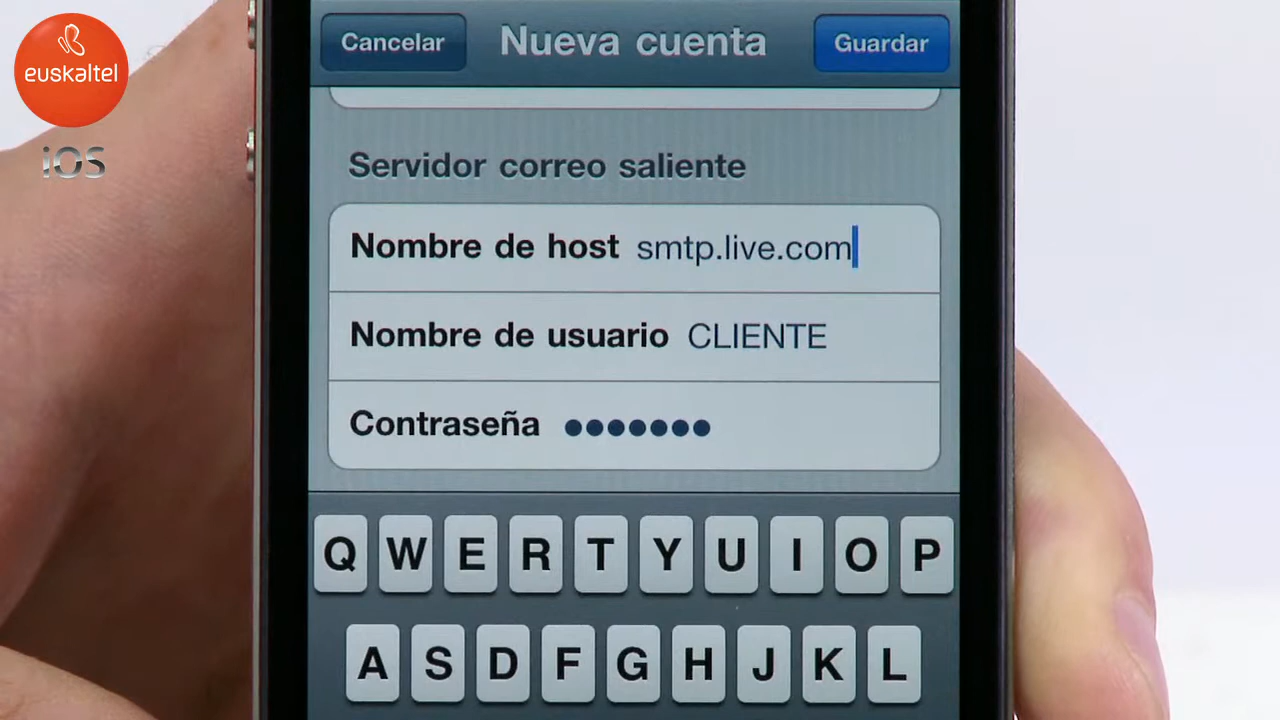 euskaltel
iOS
Cancelar Nueva cuenta Guardar
Servidor correo saliente
Nombre de host smtp.live.com
Nombre de usuario CLIENTE
Contraseña •••••••
Q W E R T Y U I O P
A S D F G H J K L